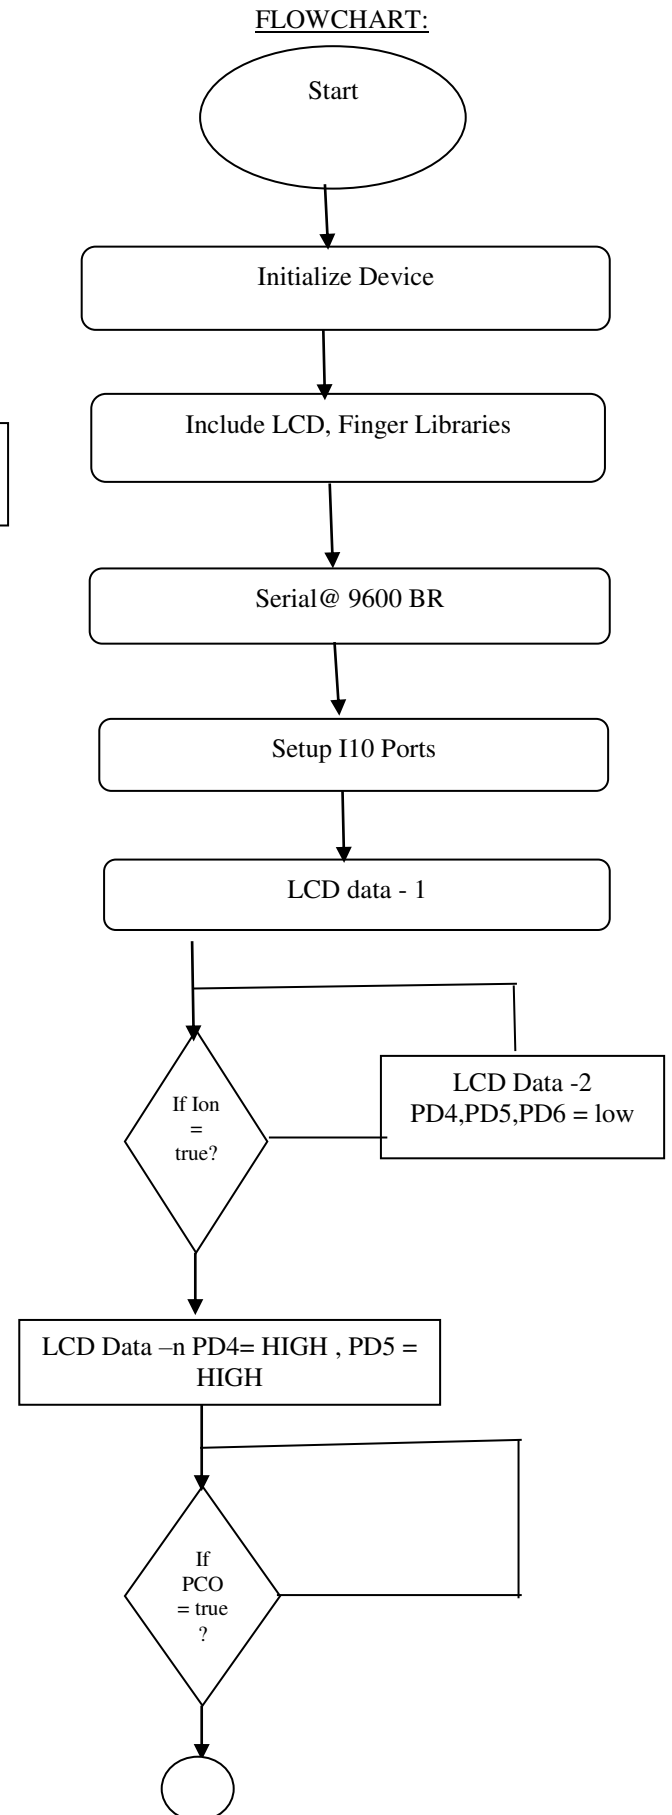 FLOWCHART:
Start
Initialize Device
Include LCD, Finger Libraries
Serial@ 9600 BR
Setup I10 Ports
LCD data - 1
If Ion
=
true?
LCD Data -2
PD4,PD5,PD6 = low
LCD Data –n PD4= HIGH , PD5 =
HIGH
If
PCO
= true
?